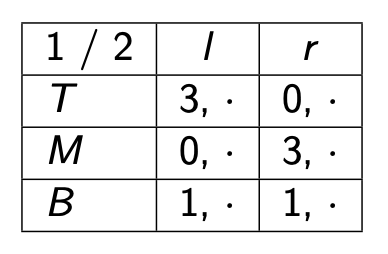 1 / 2 l r
T 3, · 0, ·
M 0, · 3, ·
B 1, · 1, ·